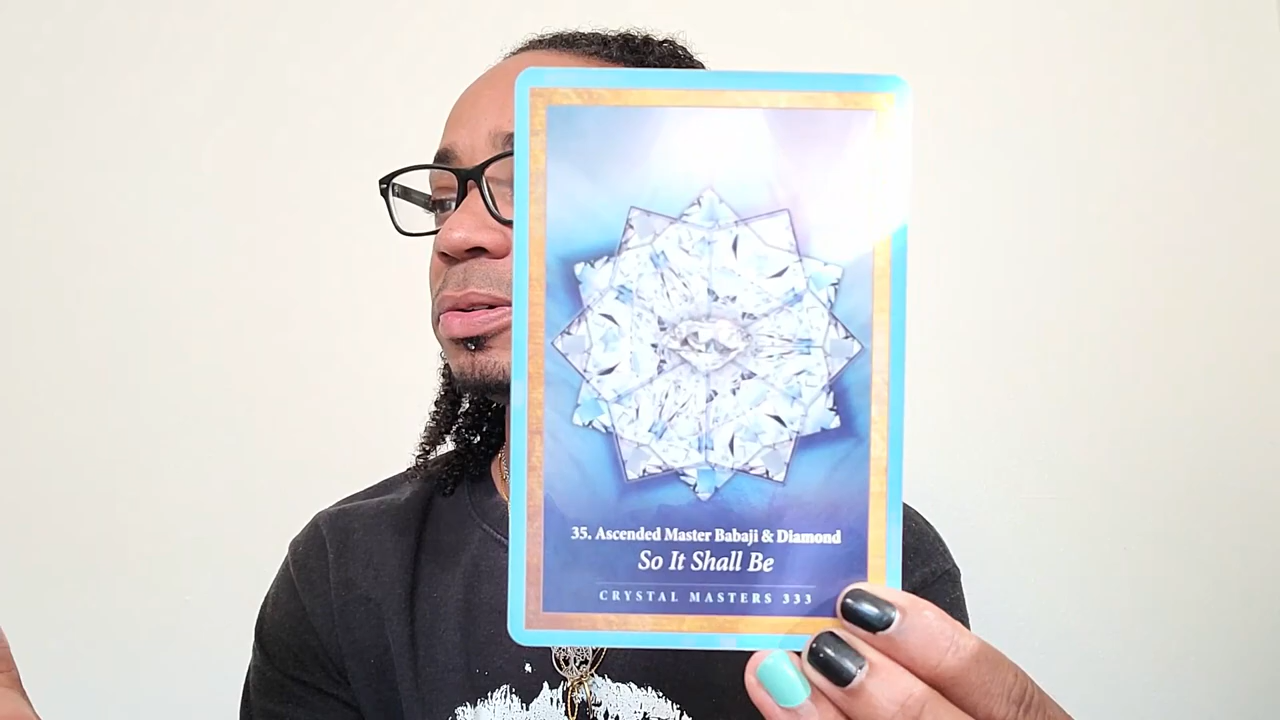 35. Ascended Master Babaji & Diamond
So It Shall Be
CRYSTAL MASTERS 333